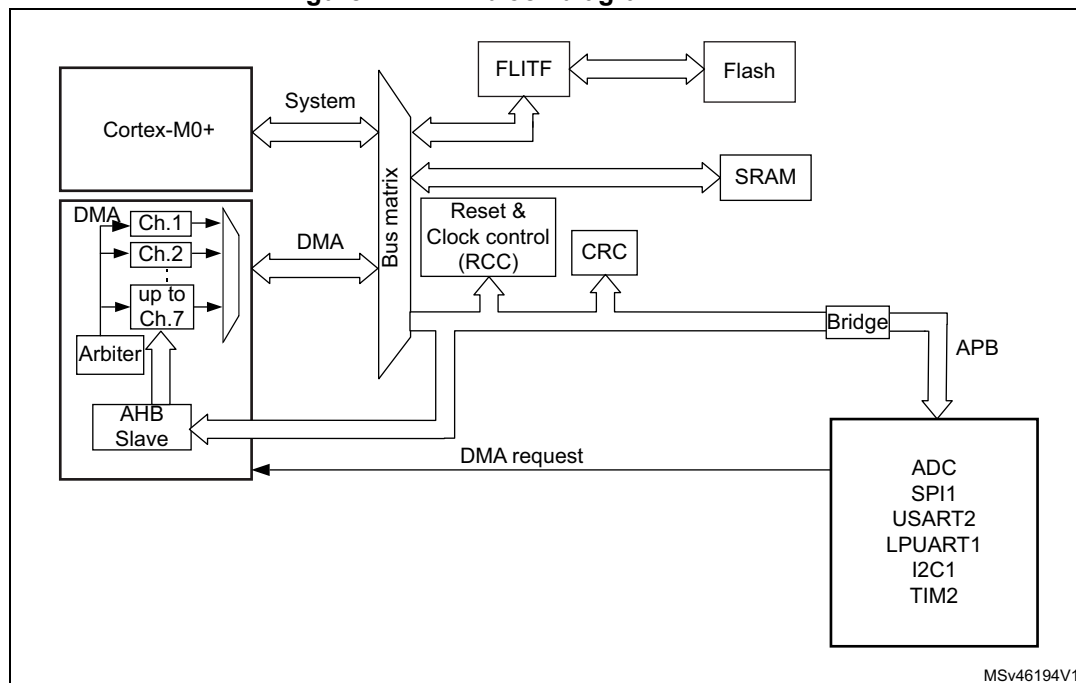 Cortex-M0+
System
FLITF
Flash
Bus matrix
SRAM
DMA
Ch.1
Ch.2
up to
Ch.7
Arbiter
AHB
Slave
DMA
Reset &
Clock control
(RCC)
CRC
Bridge
APB
DMA request
ADC
SPI1
USART2
LPUART1
I2C1
TIM2
MSv46194V1